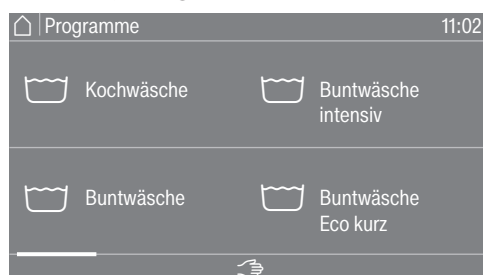 Programme 11:02
Kochwäsche
Buntwäsche
intensiv
Buntwäsche
Buntwäsche
Eco kurz